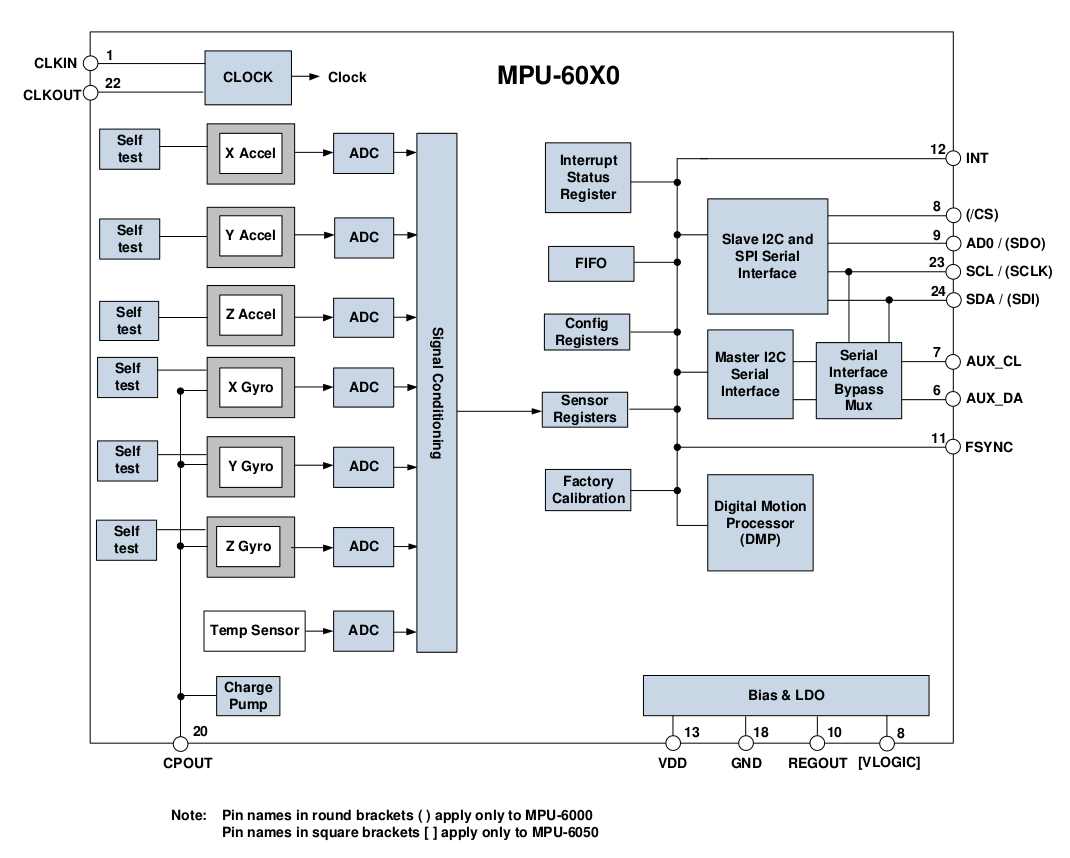 MPU-60X0
CLKIN
1
CLKOUT
22
CLOCK
Clock
Self
test
X Accel
ADC
Self
test
Y Accel
ADC
Self
test
Z Accel
ADC
Self
test
X Gyro
ADC
Self
test
Y Gyro
ADC
Self
test
Z Gyro
ADC
Temp Sensor
ADC
Signal Conditioning
Charge
Pump
20
CPOUT
Interrupt
Status
Register
FIFO
Config
Registers
Sensor
Registers
Factory
Calibration
Slave I2C and
SPI Serial
Interface
Master I2C
Serial
Interface
Serial
Interface
Bypass
Mux
Digital Motion
Processor
(DMP)
12
INT
8
(/CS)
9
AD0 / (SDO)
23
SCL / (SCLK)
24
SDA / (SDI)
7
AUX_CL
6
AUX_DA
11
FSYNC
Bias & LDO
13
18
10
8
VDD
GND
REGOUT
[VLOGIC]
Note: Pin names in round brackets ( ) apply only to MPU-6000
Pin names in square brackets [ ] apply only to MPU-6050